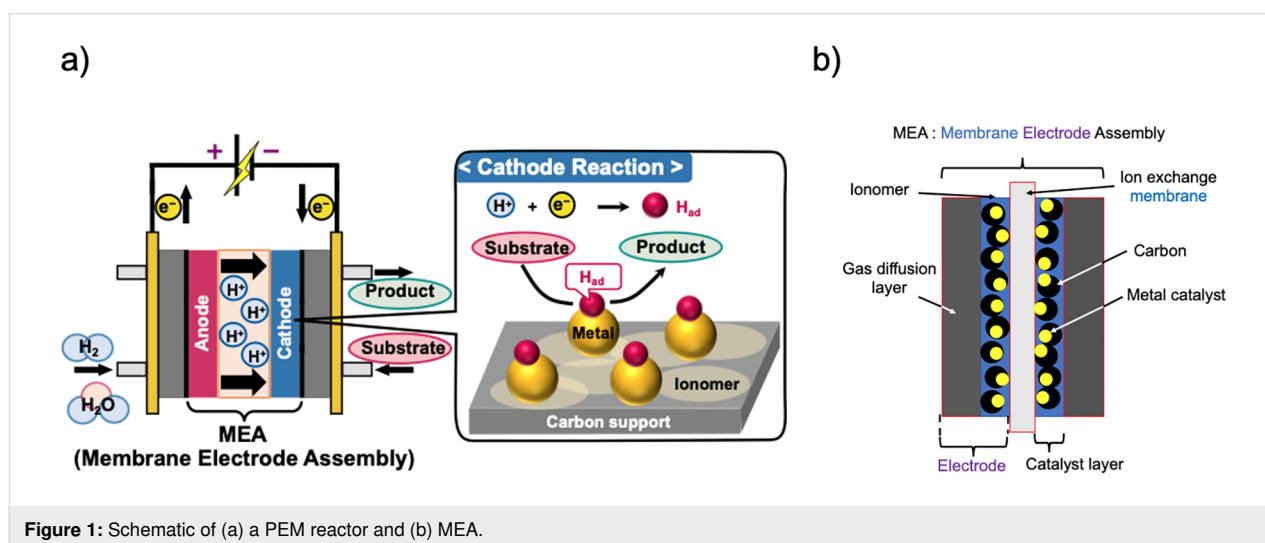 a)
+ −
e⁻
e⁻
Anode
H⁺
H⁺
H⁺
H⁺
Cathode
H₂
H₂O
Product
Substrate
MEA
(Membrane Electrode Assembly)
< Cathode Reaction >
H⁺ + e⁻ → H_ad
Substrate
Product
H_ad
Metal
Ionomer
Carbon support
b)
MEA : Membrane Electrode Assembly
Ionomer
Ion exchange
membrane
Gas diffusion
layer
Carbon
Metal catalyst
Electrode
Catalyst layer
Figure 1: Schematic of (a) a PEM reactor and (b) MEA.